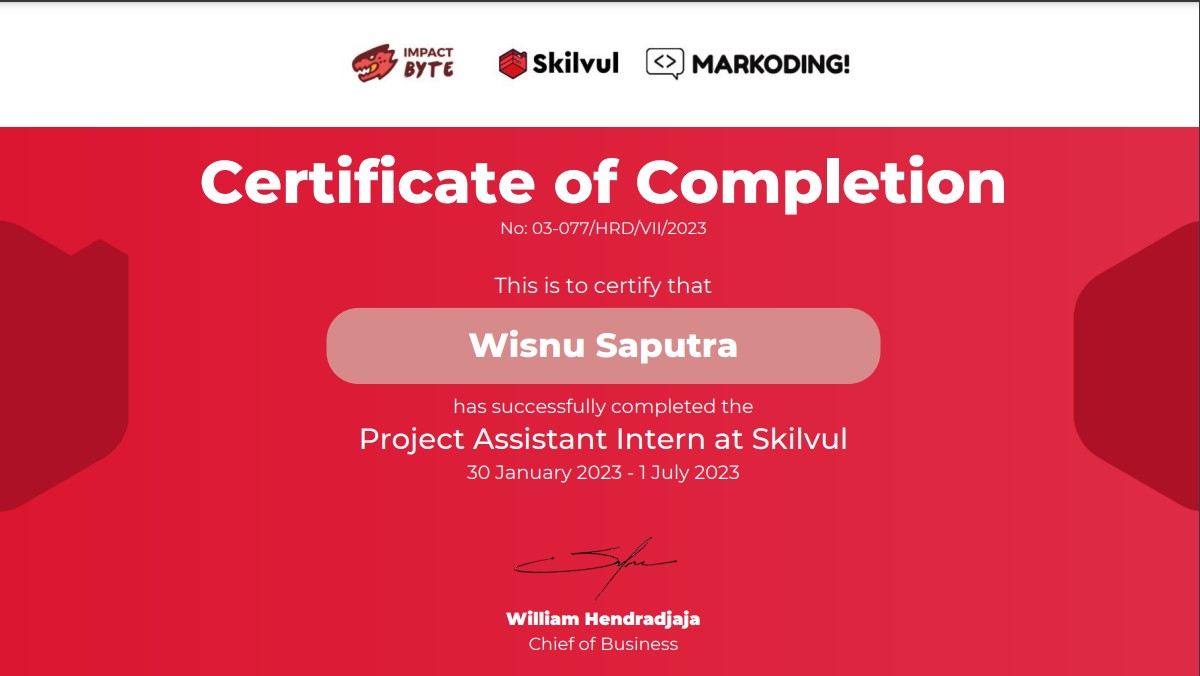 IMPACT
BYTE
Skilvul
<> MARKODING!
Certificate of Completion
No: 03-077/HRD/VII/2023
This is to certify that
Wisnu Saputra
has successfully completed the
Project Assistant Intern at Skilvul
30 January 2023 - 1 July 2023
William Hendradjaja
Chief of Business